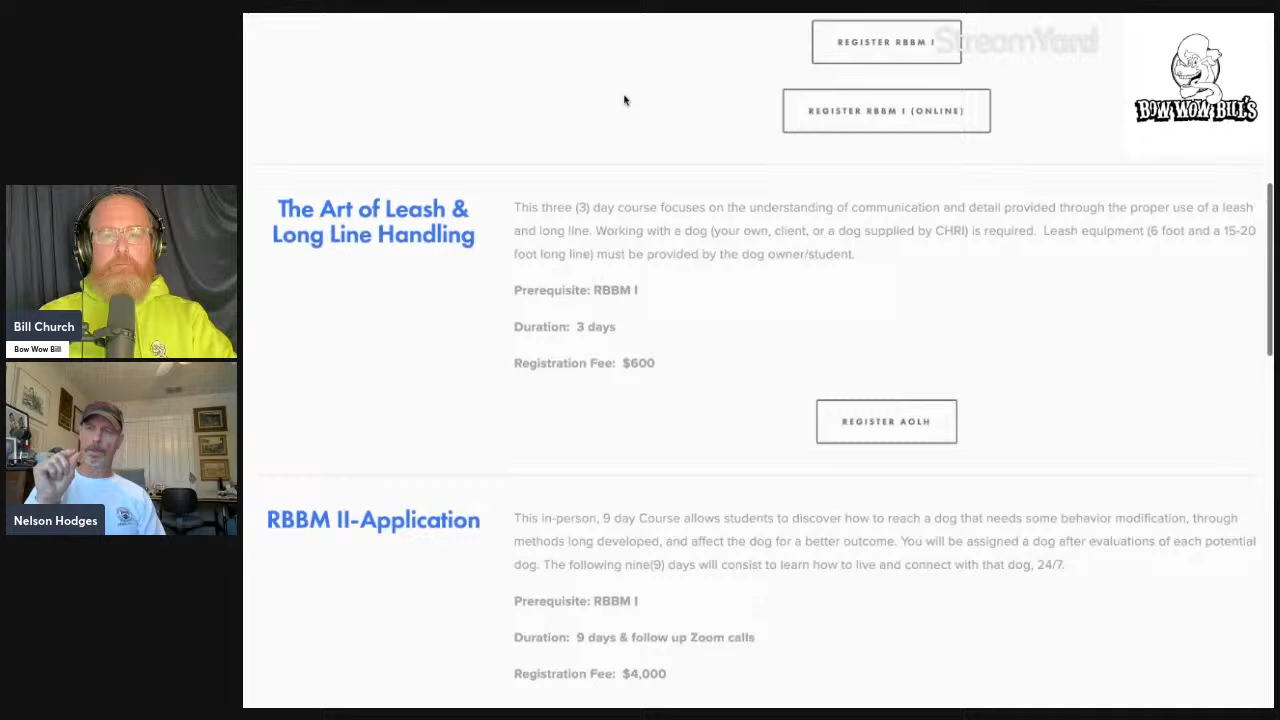 REGISTER RBBM I
StreamYard
BOW WOW BILL'S
REGISTER RBBM I (ONLINE)
The Art of Leash &
Long Line Handling
This three (3) day course focuses on the understanding of communication and detail provided through the proper use of a leash
and long line. Working with a dog (your own, client, or a dog supplied by CHRI) is required. Leash equipment (6 foot and a 15-20
foot long line) must be provided by the dog owner/student.
Prerequisite: RBBM I
Duration: 3 days
Registration Fee: $600
REGISTER AOLH
RBBM II-Application
This in-person, 9 day Course allows students to discover how to reach a dog that needs some behavior modification, through
methods long developed, and affect the dog for a better outcome. You will be assigned a dog after evaluations of each potential
dog. The following nine(9) days will consist to learn how to live and connect with that dog, 24/7.
Prerequisite: RBBM I
Duration: 9 days & follow up Zoom calls
Registration Fee: $4,000
Bill Church
Bow Wow Bill
Nelson Hodges